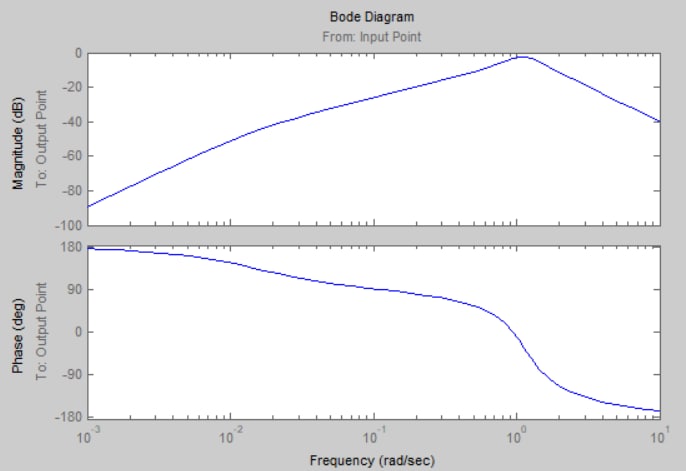 Bode Diagram
From: Input Point
Magnitude (dB)
To: Output Point
0
-20
-40
-60
-80
-100
Phase (deg)
To: Output Point
180
90
0
-90
-180
10^-3
10^-2
10^-1
10^0
10^1
Frequency (rad/sec)